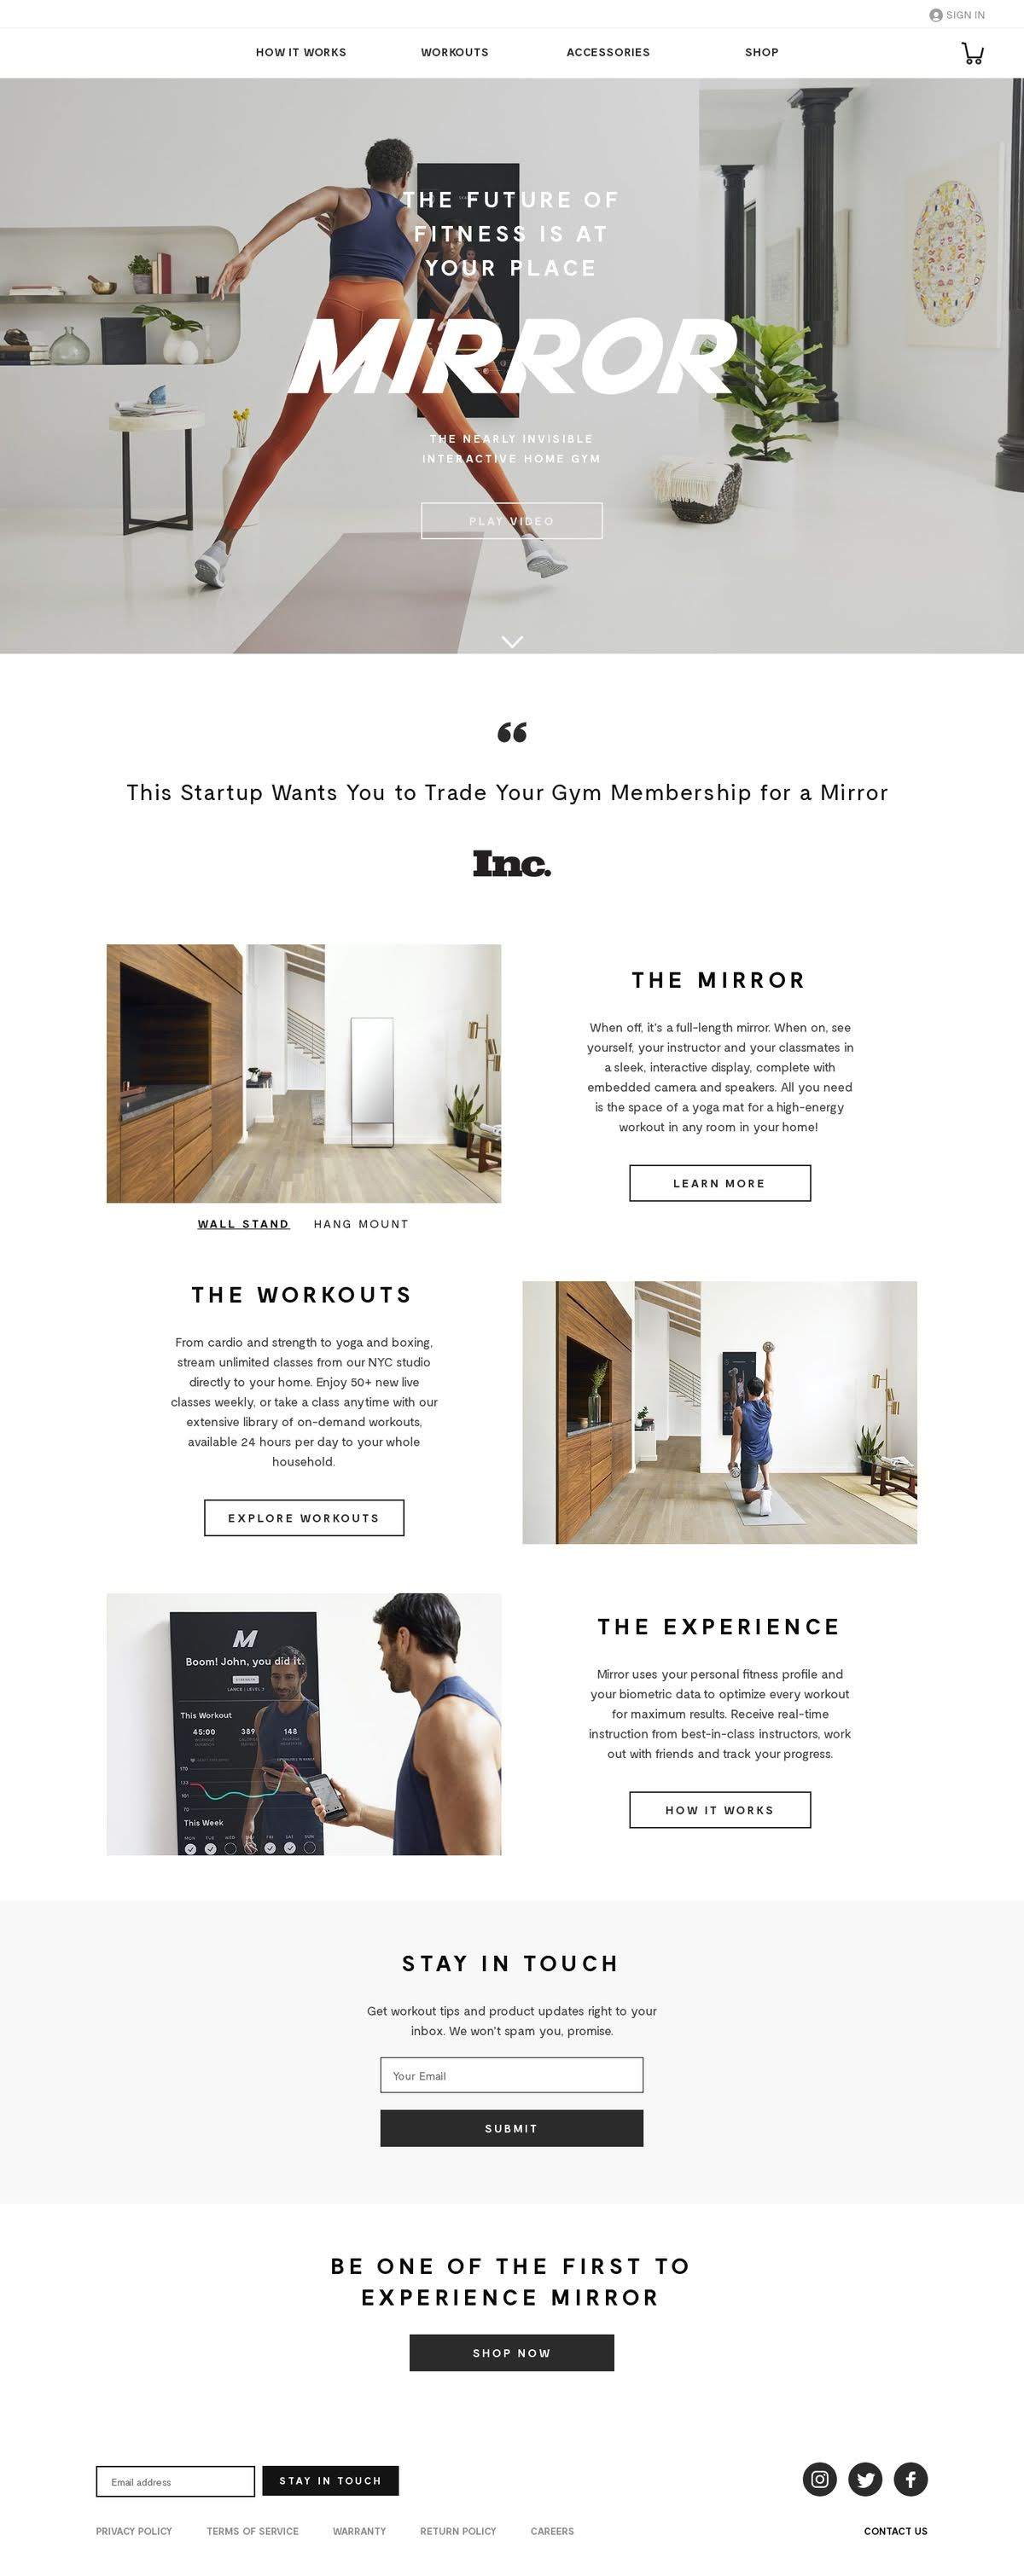 SIGN IN
HOW IT WORKS
WORKOUTS
ACCESSORIES
SHOP
THE FUTURE OF
FITNESS IS AT
YOUR PLACE
MIRROR
THE NEARLY INVISIBLE
INTERACTIVE HOME GYM
PLAY VIDEO
“
This Startup Wants You to Trade Your Gym Membership for a Mirror
Inc.
THE MIRROR
When off, it's a full-length mirror. When on, see
yourself, your instructor and your classmates in
a sleek, interactive display, complete with
embedded camera and speakers. All you need
is the space of a yoga mat for a high-energy
workout in any room in your home!
LEARN MORE
WALL STAND
HANG MOUNT
THE WORKOUTS
From cardio and strength to yoga and boxing,
stream unlimited classes from our NYC studio
directly to your home. Enjoy 50+ new live
classes weekly, or take a class anytime with our
extensive library of on-demand workouts,
available 24 hours per day to your whole
household.
EXPLORE WORKOUTS
M
Boom! John, you did it.
This Workout
45:00 389 148
170
101
70
This Week
MON TUE WED FRI SAT SUN
THE EXPERIENCE
Mirror uses your personal fitness profile and
your biometric data to optimize every workout
for maximum results. Receive real-time
instruction from best-in-class instructors, work
out with friends and track your progress.
HOW IT WORKS
STAY IN TOUCH
Get workout tips and product updates right to your
inbox. We won't spam you, promise.
Your Email
SUBMIT
BE ONE OF THE FIRST TO
EXPERIENCE MIRROR
SHOP NOW
Email address
STAY IN TOUCH
PRIVACY POLICY
TERMS OF SERVICE
WARRANTY
RETURN POLICY
CAREERS
CONTACT US